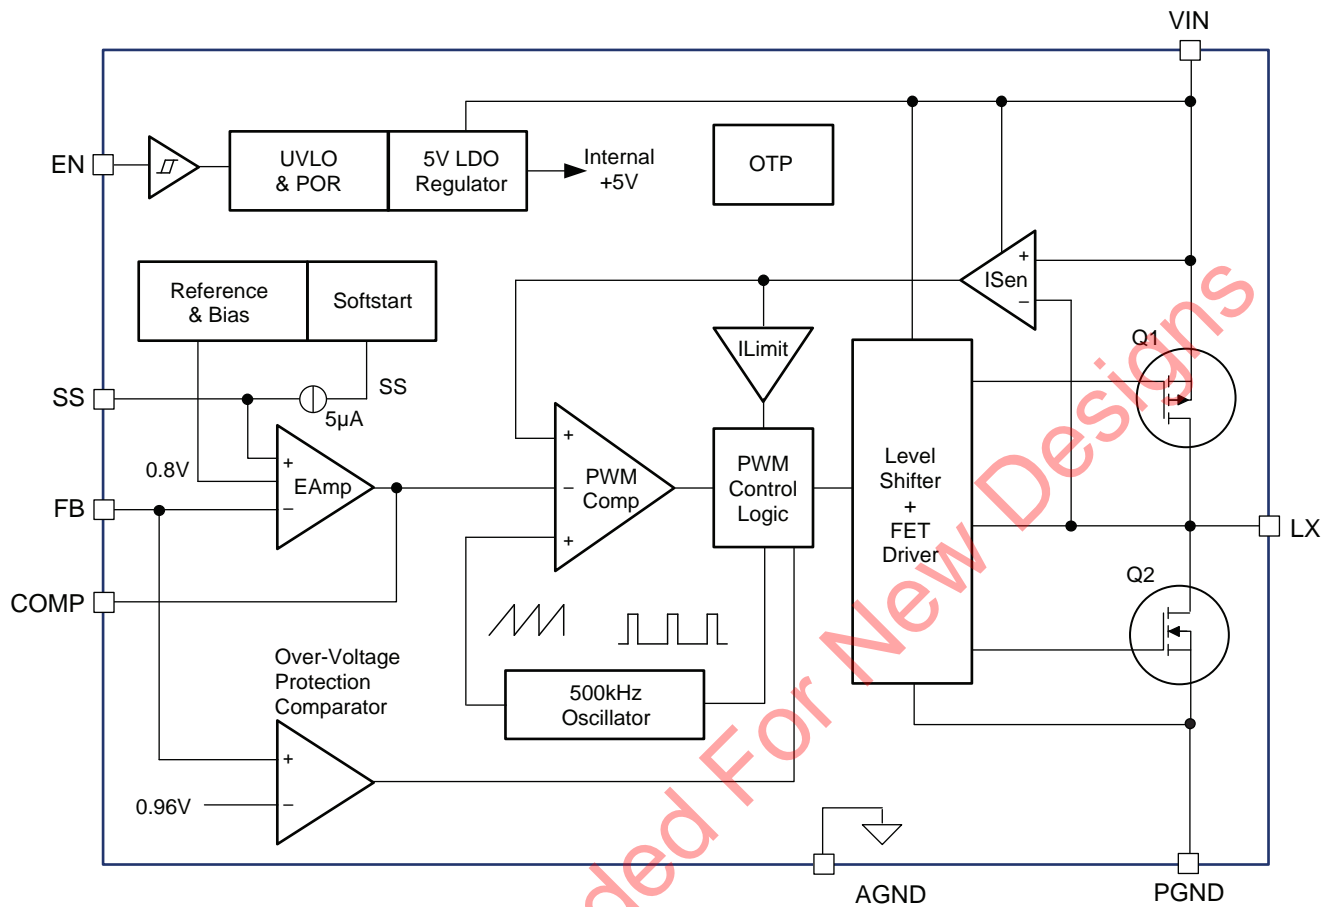 VIN
EN
UVLO
& POR
5V LDO
Regulator
Internal
+5V
OTP
Reference
& Bias
Softstart
+
ISen
−
Q1
ILimit
SS
SS
5µA
+
0.8V
EAmp
−
FB
+
PWM
Comp
−
+
PWM
Control
Logic
Level
Shifter
+
FET
Driver
LX
COMP
Q2
Over-Voltage
Protection
Comparator
500kHz
Oscillator
+
0.96V
−
AGND
PGND
ded For New Designs